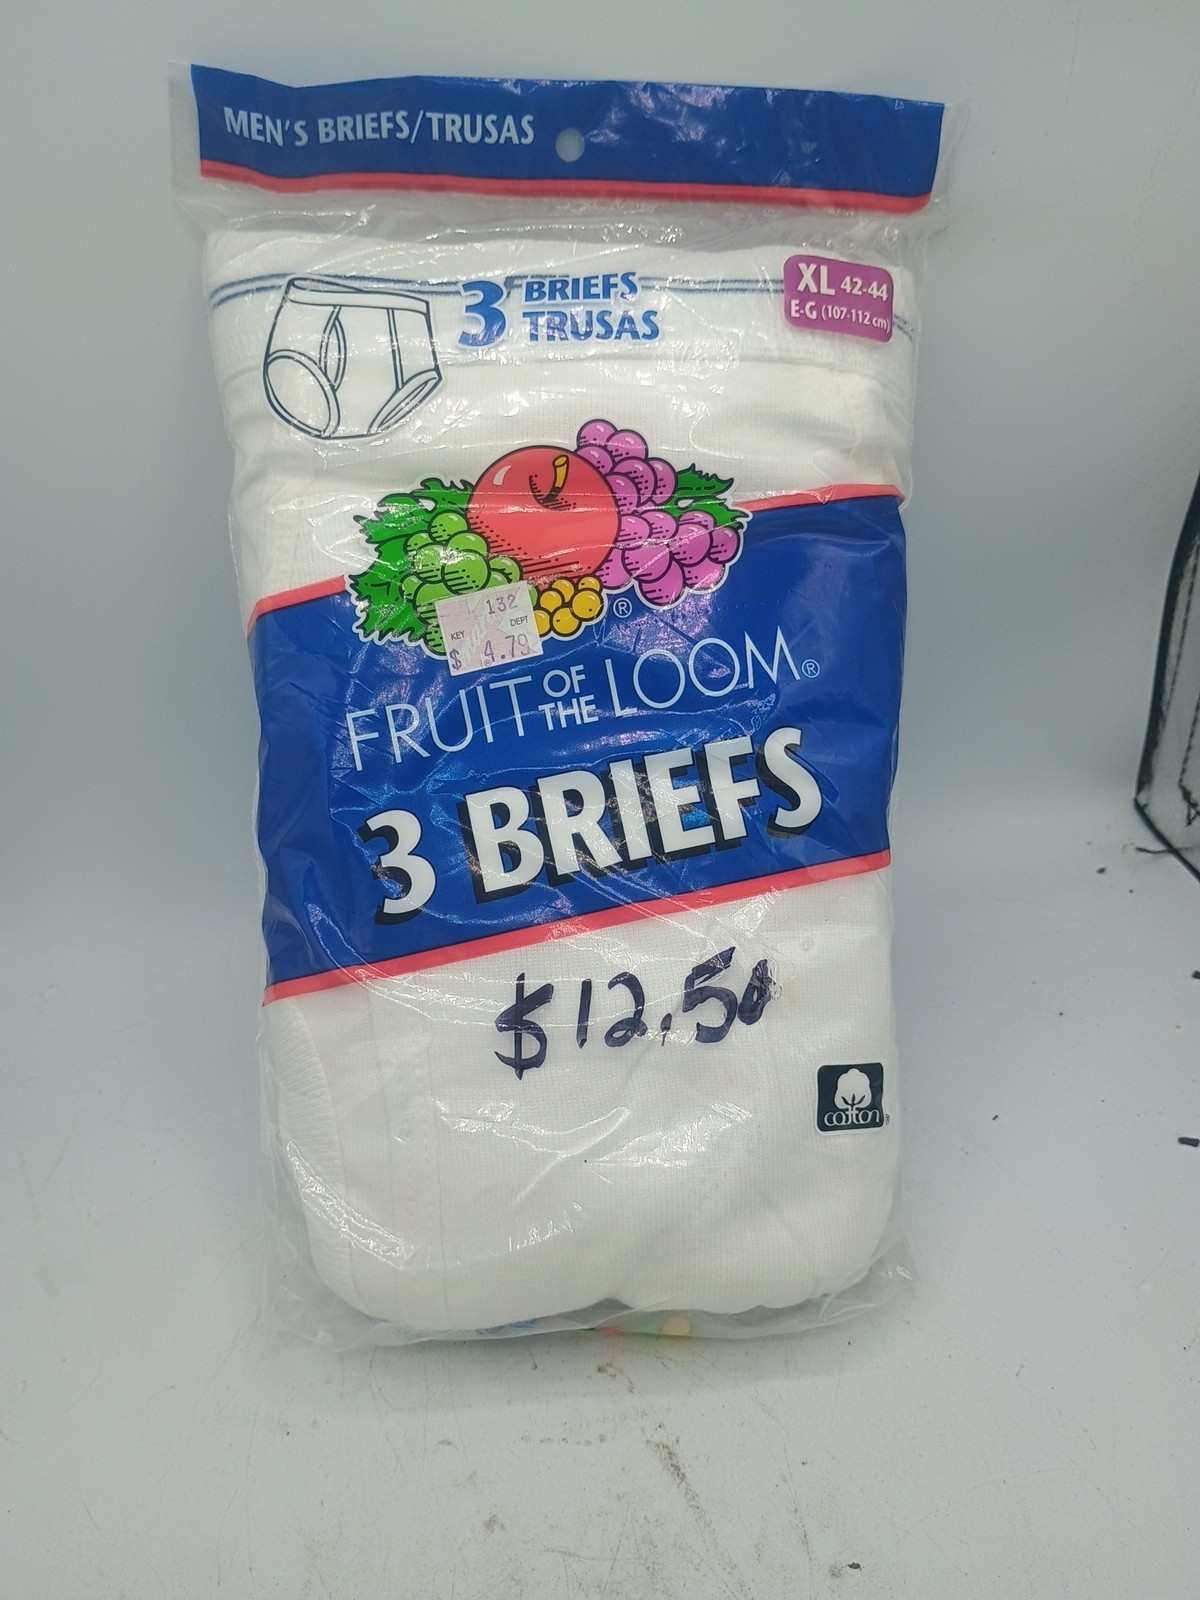 MEN'S BRIEFS/TRUSAS
3 BRIEFS
TRUSAS
XL 42-44
E-G (107-112 cm)
132
KEY DEPT
$ 4.79
®
FRUIT OF THE LOOM®
3 BRIEFS
$12.50
cotton®